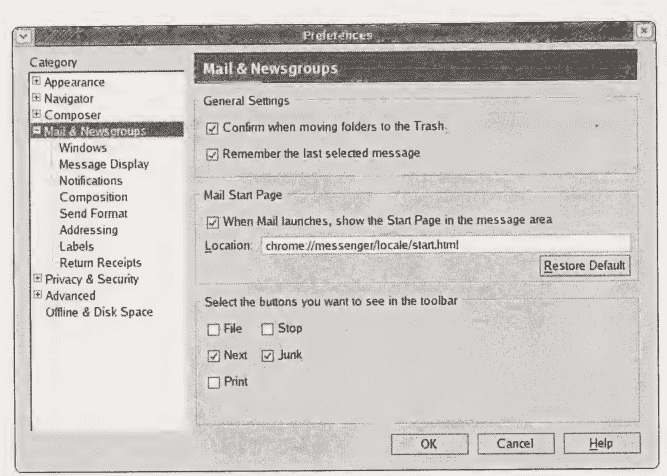 Preferences
Category
Appearance
Navigator
Composer
Mail & Newsgroups
Windows
Message Display
Notifications
Composition
Send Format
Addressing
Labels
Return Receipts
Privacy & Security
Advanced
Offline & Disk Space
Mail & Newsgroups
General Settings
Confirm when moving folders to the Trash
Remember the last selected message
Mail Start Page
When Mail launches, show the Start Page in the message area
Location: chrome://messenger/locale/start.html
Restore Default
Select the buttons you want to see in the toolbar
File Stop
Next Junk
Print
OK Cancel Help